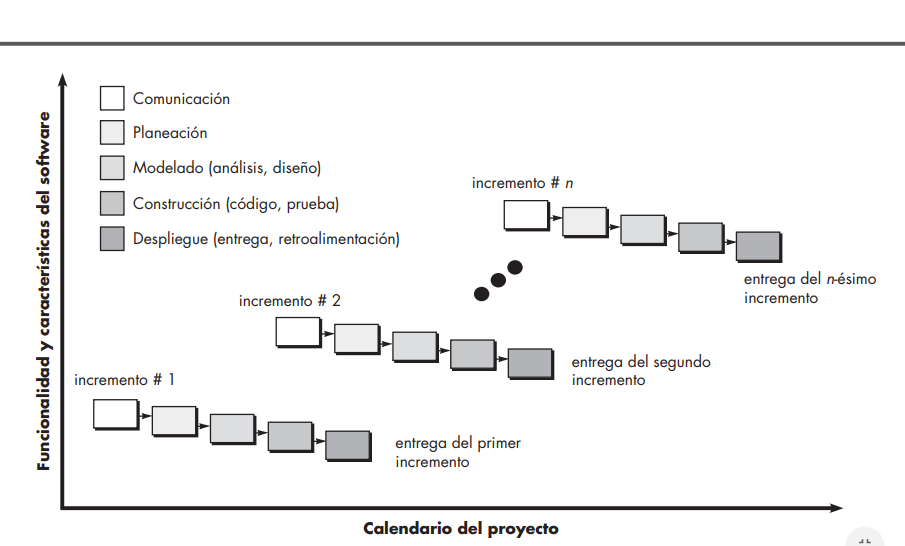 Funcionalidad y características del software
Comunicación
Planeación
Modelado (análisis, diseño)
Construcción (código, prueba)
Despliegue (entrega, retroalimentación)
incremento # n
entrega del n-ésimo
incremento
incremento # 2
entrega del segundo
incremento
incremento # 1
entrega del primer
incremento
Calendario del proyecto